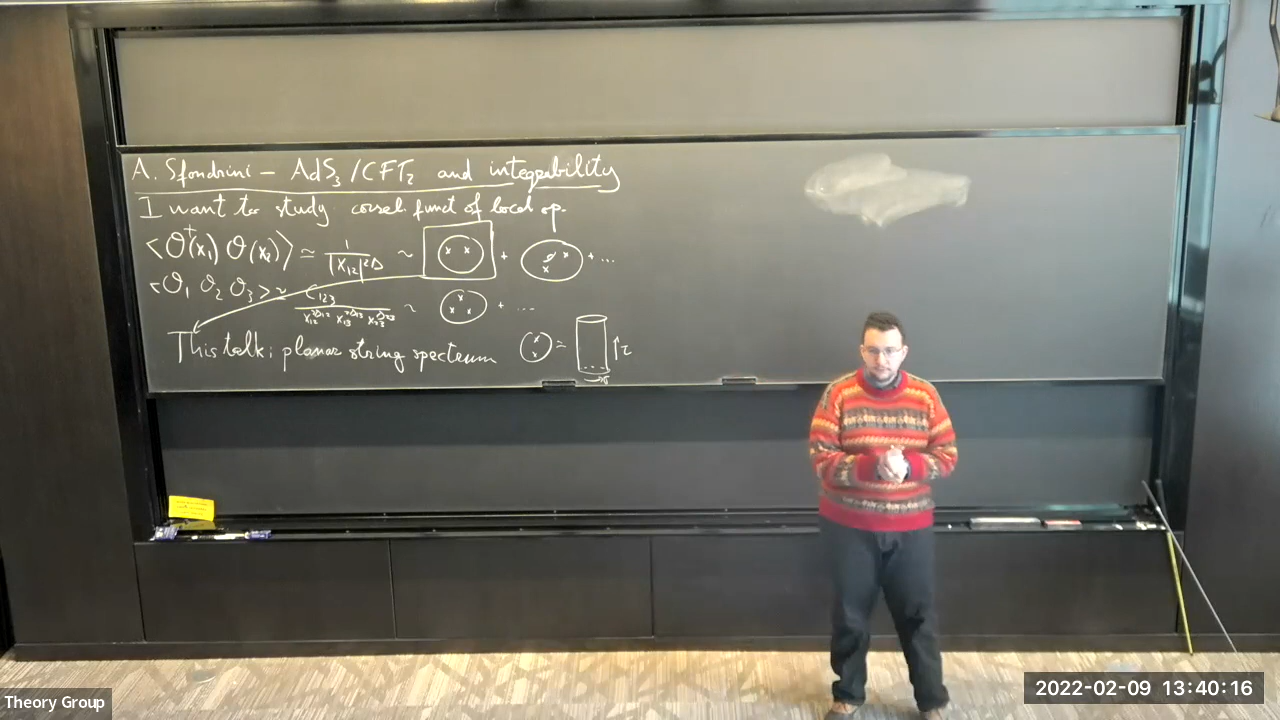 A. Sfondrini – AdS₃/CFT₂ and integrability
I want to study correl. funct of local op.
<O†(x₁) O(x₂)> ≃ 1/|x₁₂|^2Δ ~ + + ...
<O₁ O₂ O₃> ≃ C₁₂₃ ~ + ...
This talk: planar string spectrum ≃ τ
Theory Group
2022-02-09 13:40:16